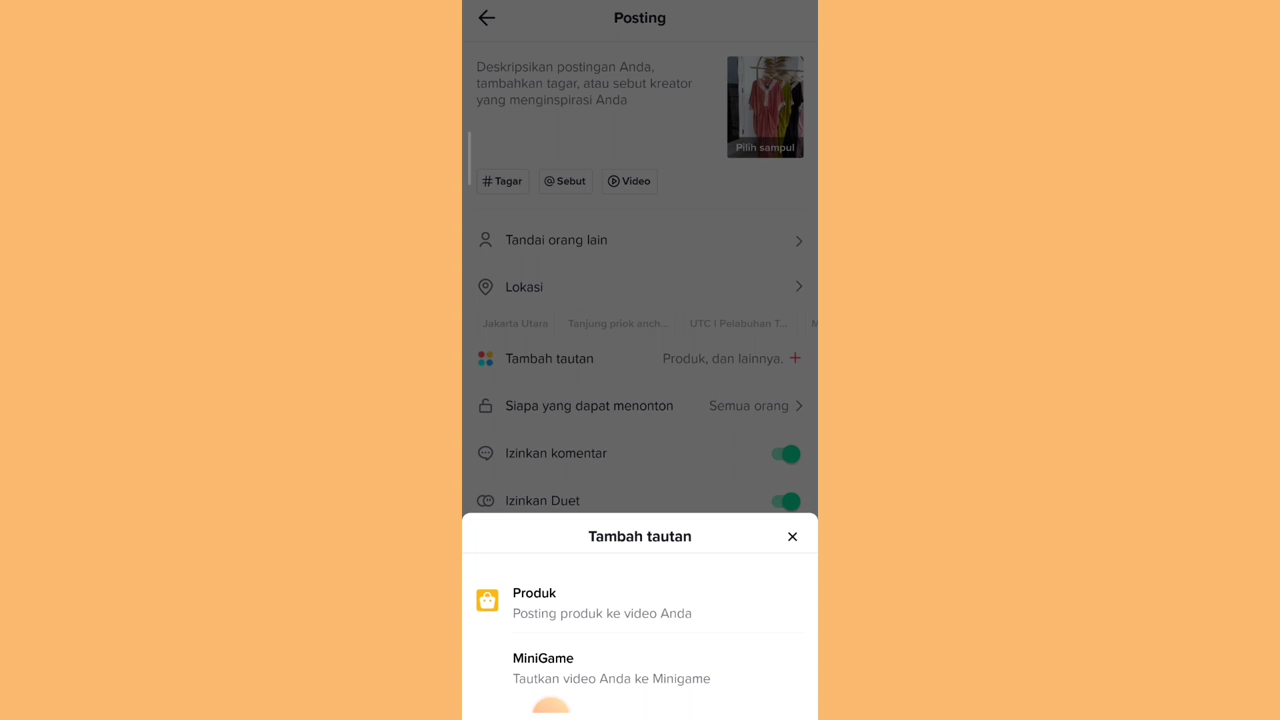 Posting
Deskripsikan postingan Anda,
tambahkan tagar, atau sebut kreator
yang menginspirasi Anda
Pilih sampul
# Tagar
@ Sebut
Video
Tandai orang lain
Lokasi
Jakarta Utara
Tanjung priok anch...
UTC I Pelabuhan T...
M
Tambah tautan
Produk, dan lainnya. +
Siapa yang dapat menonton
Semua orang
Izinkan komentar
Izinkan Duet
Tambah tautan
Produk
Posting produk ke video Anda
MiniGame
Tautkan video Anda ke Minigame